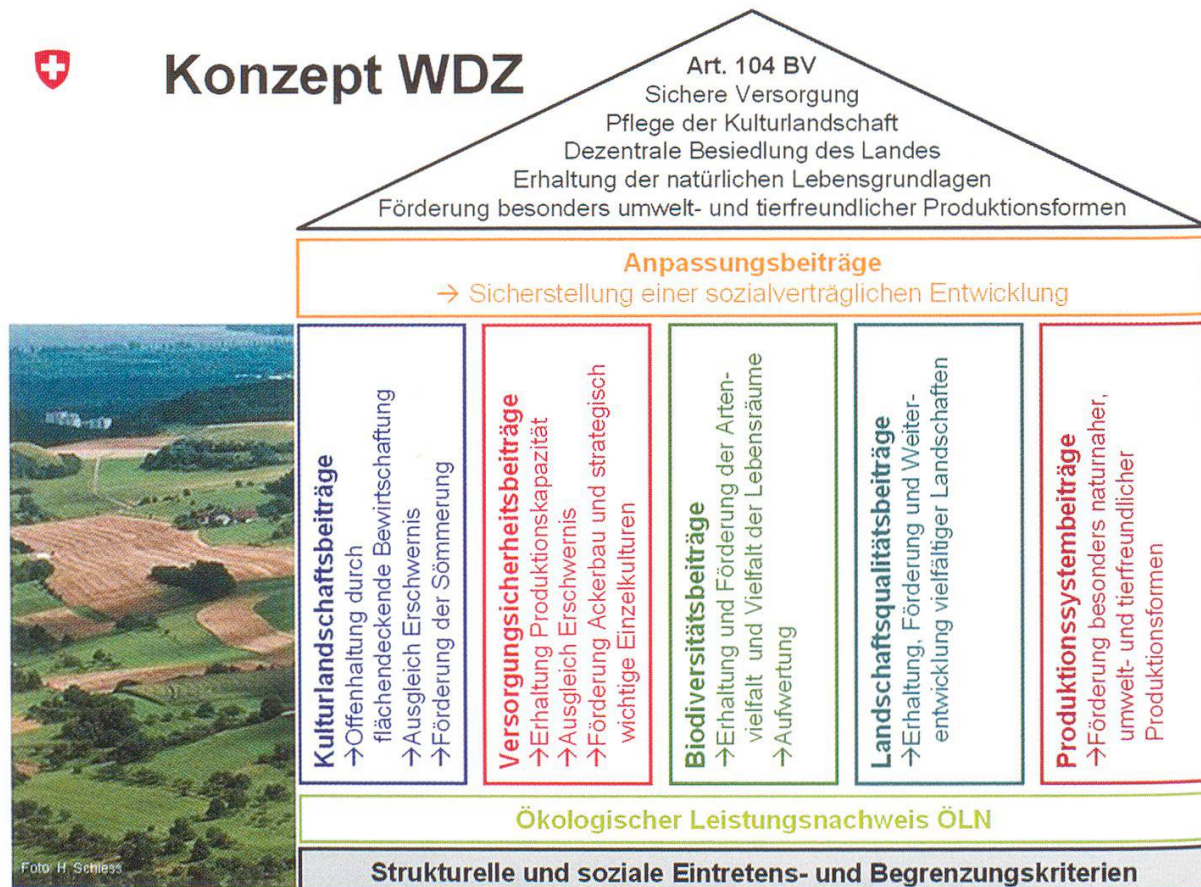 Konzept WDZ
Art. 104 BV
Sichere Versorgung
Pflege der Kulturlandschaft
Dezentrale Besiedlung des Landes
Erhaltung der natürlichen Lebensgrundlagen
Förderung besonders umwelt- und tierfreundlicher Produktionsformen
Anpassungsbeiträge
→ Sicherstellung einer sozialverträglichen Entwicklung
Kulturlandschaftsbeiträge
→Offenhaltung durch
flächendeckende Bewirtschaftung
→Ausgleich Erschwernis
→Förderung der Sömmerung
Versorgungsicherheitsbeiträge
→Erhaltung Produktionskapazität
→Ausgleich Erschwernis
→Förderung Ackerbau und strategisch
wichtige Einzelkulturen
Biodiversitätsbeiträge
→Erhaltung und Förderung der Arten-
vielfalt und Vielfalt der Lebensräume
→Aufwertung
Landschaftsqualitätsbeiträge
→Erhaltung, Förderung und Weiter-
entwicklung vielfältiger Landschaften
Produktionssystembeiträge
→Förderung besonders naturnaher,
umwelt- und tierfreundlicher
Produktionsformen
Ökologischer Leistungsnachweis ÖLN
Strukturelle und soziale Eintretens- und Begrenzungskriterien
Foto: H. Schiess